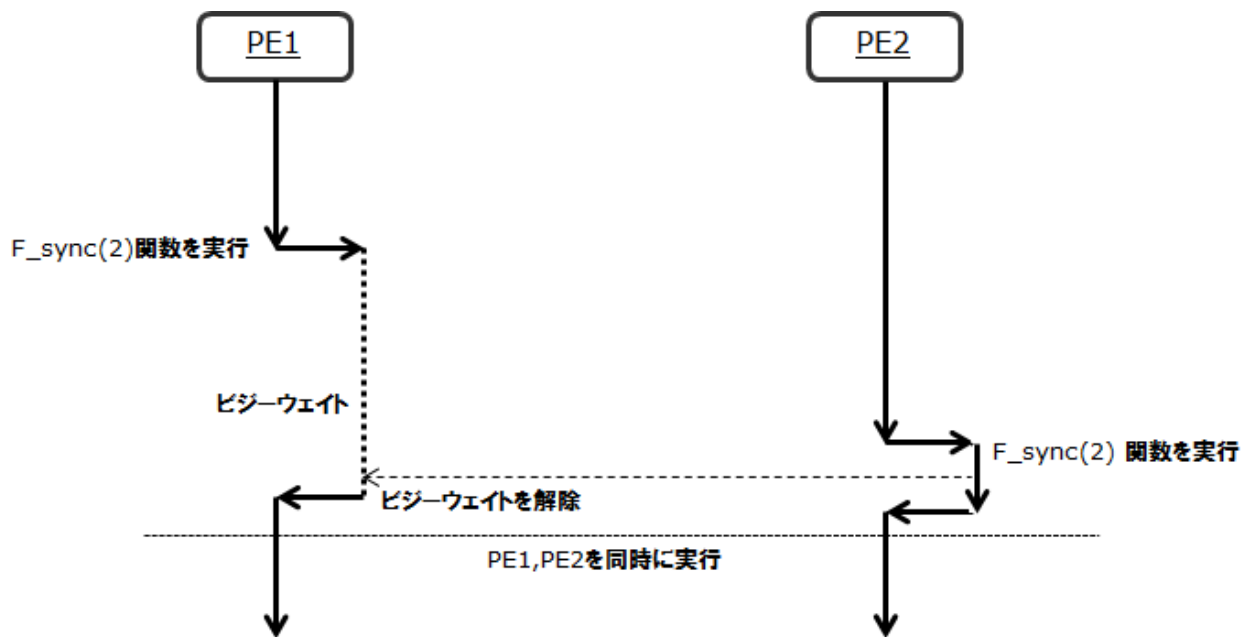 PE1
PE2
F_sync(2)関数を実行
ビジーウェイト
F_sync(2) 関数を実行
ビジーウェイトを解除
PE1,PE2を同時に実行